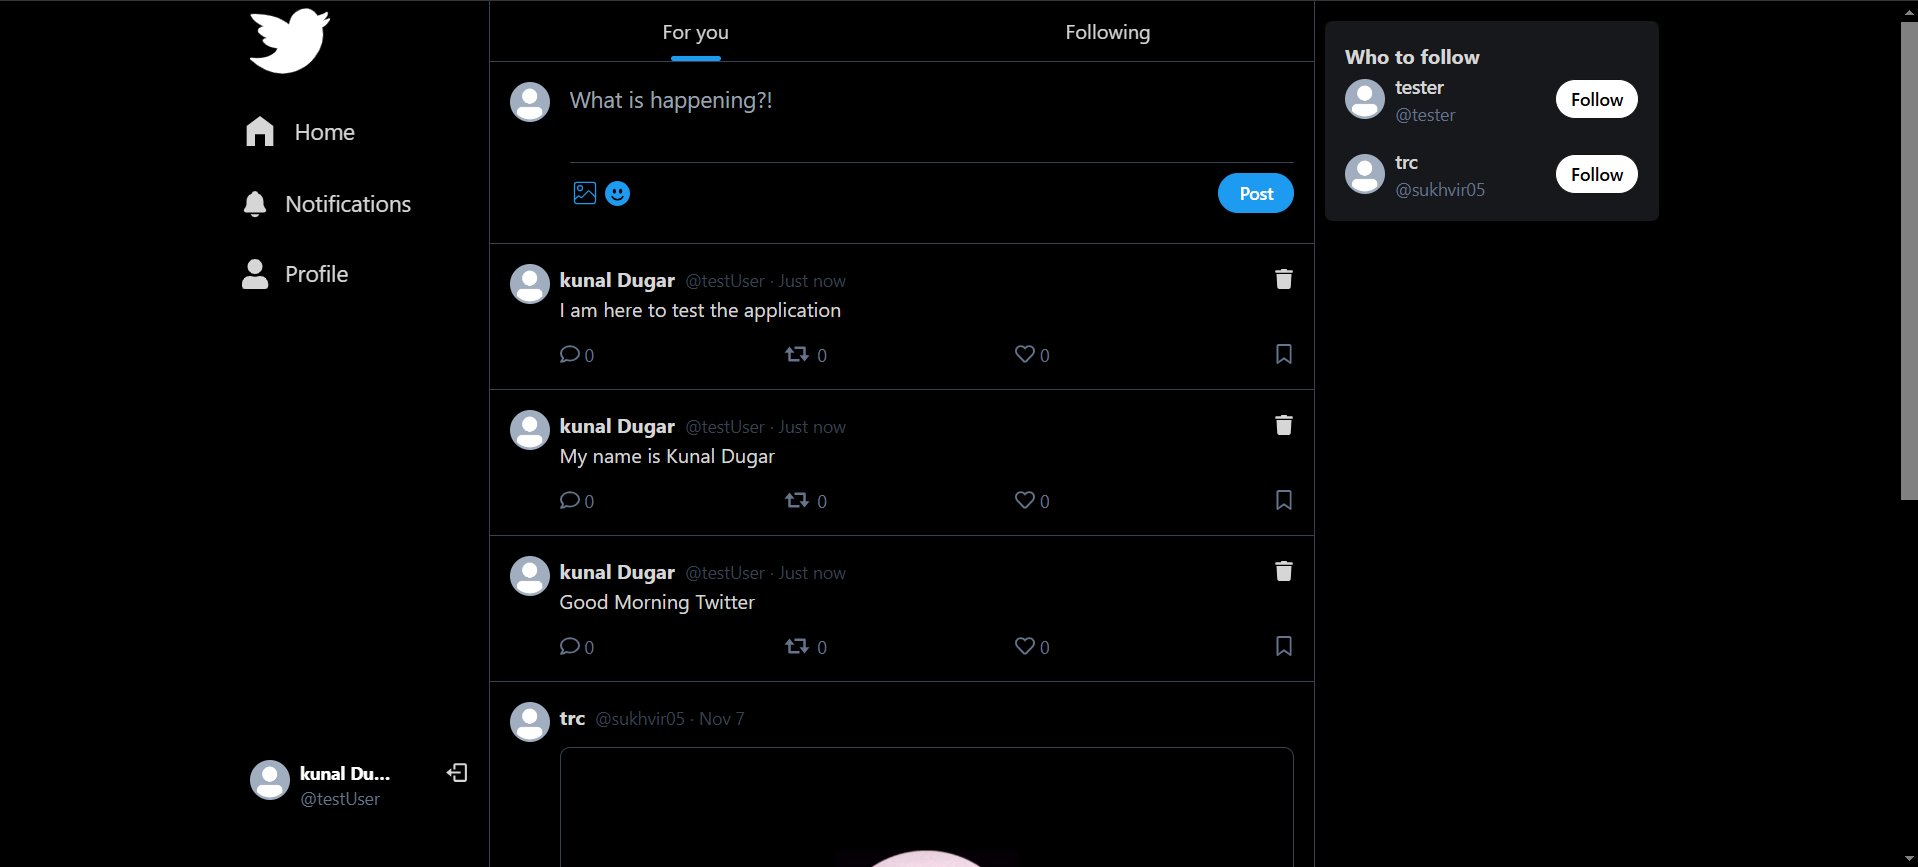 Home
Notifications
Profile
kunal Du...
@testUser
For you
Following
What is happening?!
Post
kunal Dugar @testUser · Just now
I am here to test the application
0 0 0
kunal Dugar @testUser · Just now
My name is Kunal Dugar
0 0 0
kunal Dugar @testUser · Just now
Good Morning Twitter
0 0 0
trc @sukhvir05 · Nov 7
Who to follow
tester
@tester
Follow
trc
@sukhvir05
Follow